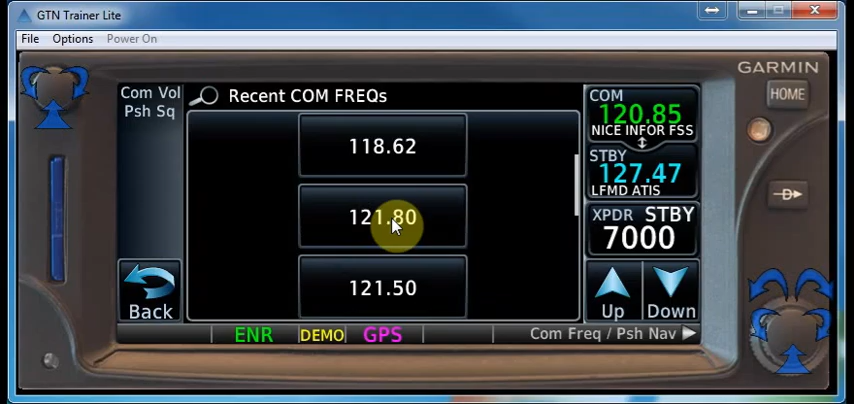 GTN Trainer Lite
File Options Power On
GARMIN
Com Vol
Psh Sq
Recent COM FREQs
118.62
121.80
121.50
COM
120.85
NICE INFOR FSS
STBY
127.47
LFMD ATIS
XPDR STBY
7000
Back
Up
Down
HOME
D
ENR DEMO GPS
Com Freq / Psh Nav